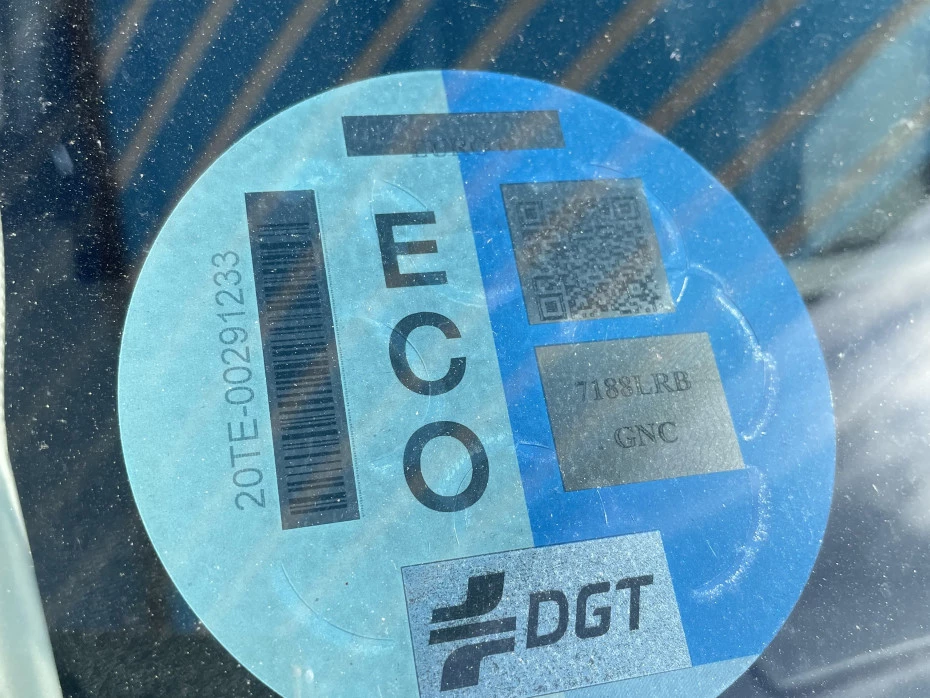 20TE-00291233
ECO
7188LRB
GNC
DGT